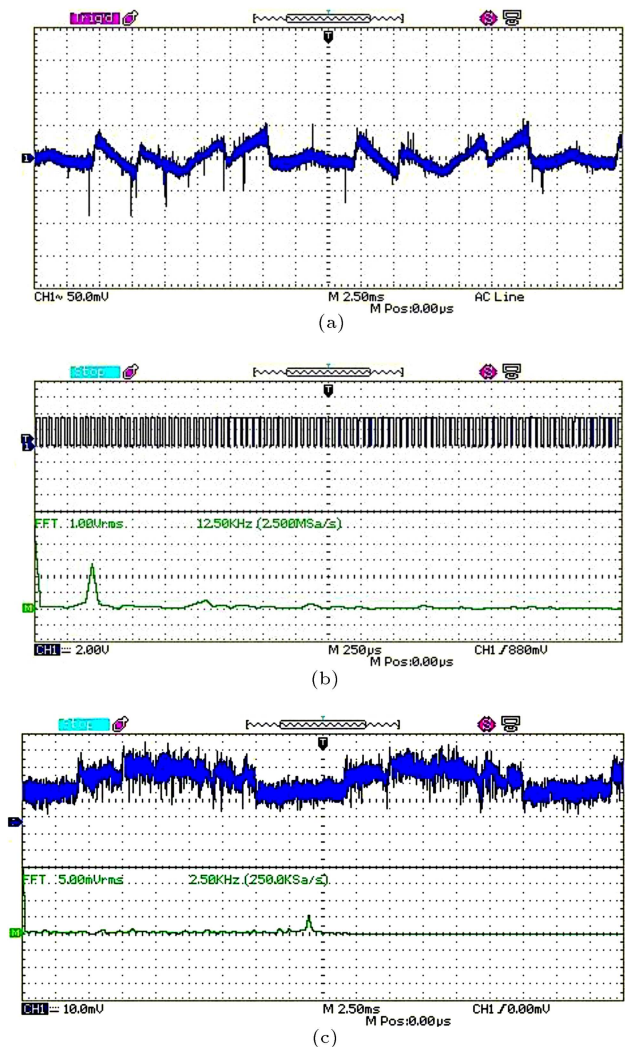 Trig'd
T
1
CH1~ 50.0mV M 2.50ms AC Line
M Pos:0.00µs
(a)
Stop
T
T
1
FFT 1.00Vrms 12.50KHz (2.500MSa/s)
M
CH1 2.00V M 250µs CH1 880mV
M Pos:0.00µs
(b)
Stop
T
FFT 5.00mVrms 2.50KHz (250.0KSa/s)
M
CH1 10.0mV M 2.50ms CH1 0.00mV
M Pos:0.00µs
(c)